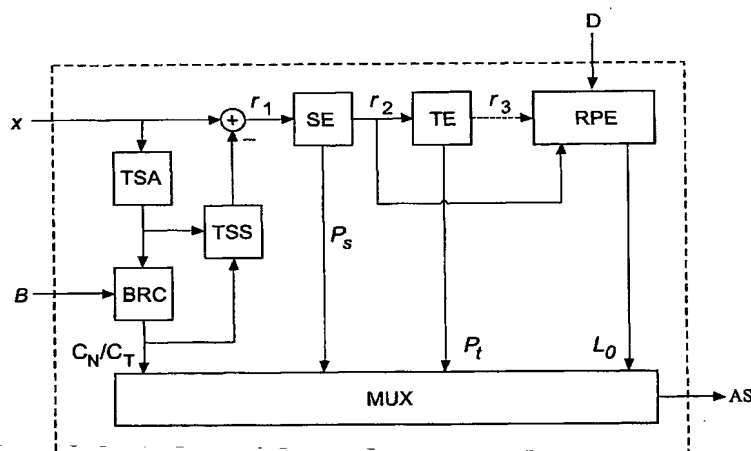 D
x
r1
SE
r2
TE
r3
RPE
+
−
TSA
TSS
Ps
B
BRC
CN/CT
Pt
L0
MUX
AS